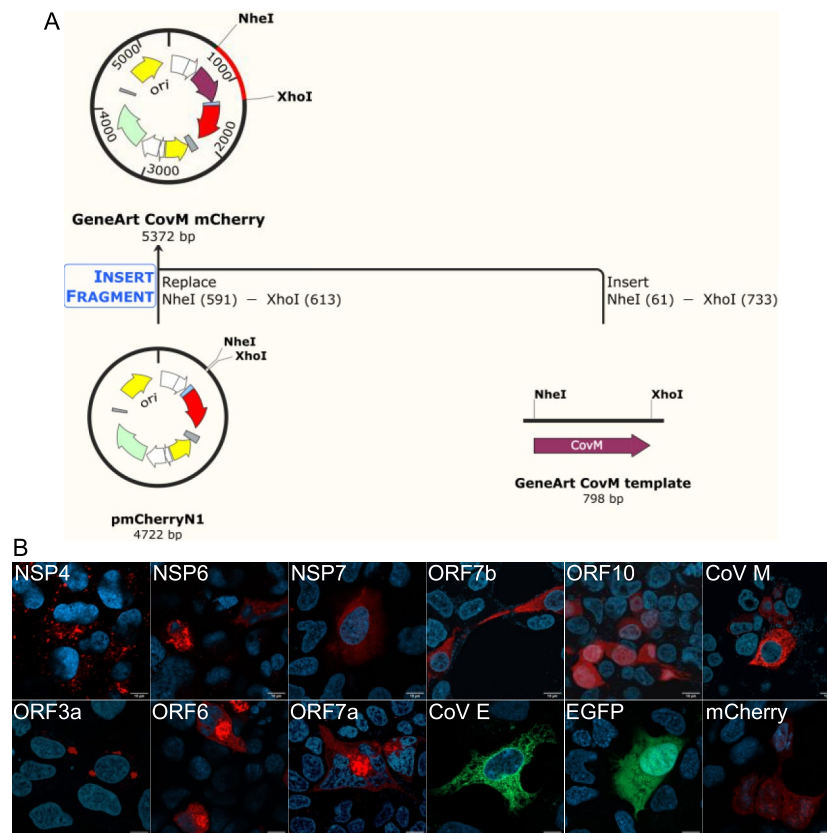 A
NheI
XhoI
5000
1000
ori
4000
2000
3000
GeneArt CovM mCherry
5372 bp
INSERT
FRAGMENT
Replace
NheI (591) – XhoI (613)
Insert
NheI (61) – XhoI (733)
NheI
XhoI
ori
pmCherryN1
4722 bp
NheI
XhoI
CovM
GeneArt CovM template
798 bp
B
NSP4
NSP6
NSP7
ORF7b
ORF10
CoV M
ORF3a
ORF6
ORF7a
CoV E
EGFP
mCherry